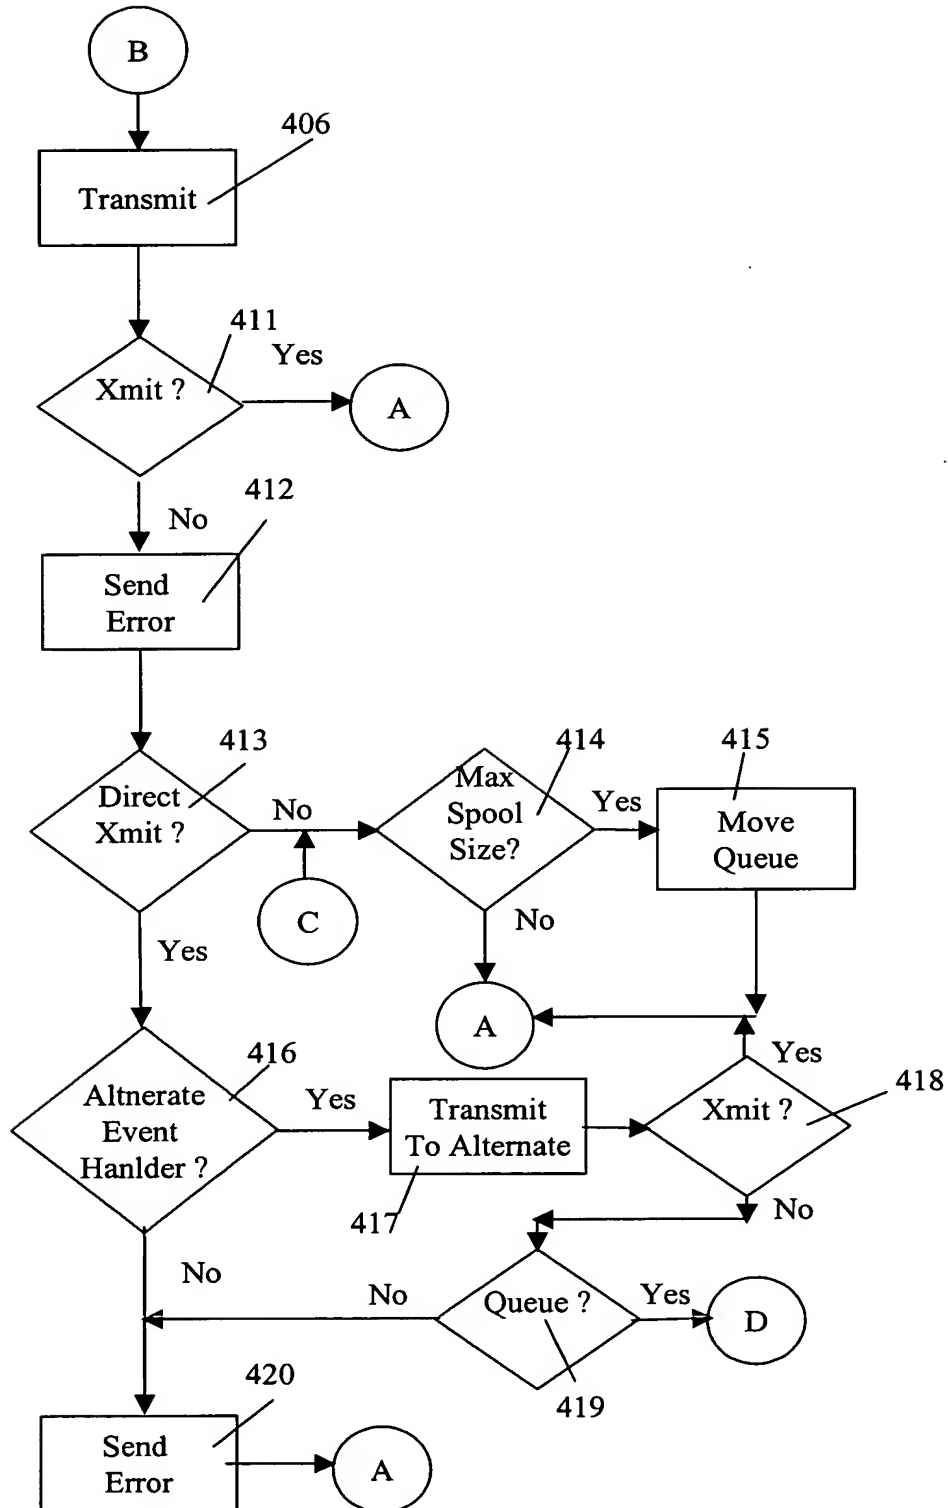 B
406
Transmit
411
Yes
Xmit ?
A
412
No
Send
Error
413
414
415
Direct
Xmit ?
No
Max
Spool
Size?
Yes
Move
Queue
C
No
Yes
A
416
Yes
418
Altnerate
Event
Hanlder ?
Yes
Transmit
To Alternate
Xmit ?
417
No
No
No
Queue ?
Yes
D
419
420
Send
Error
A